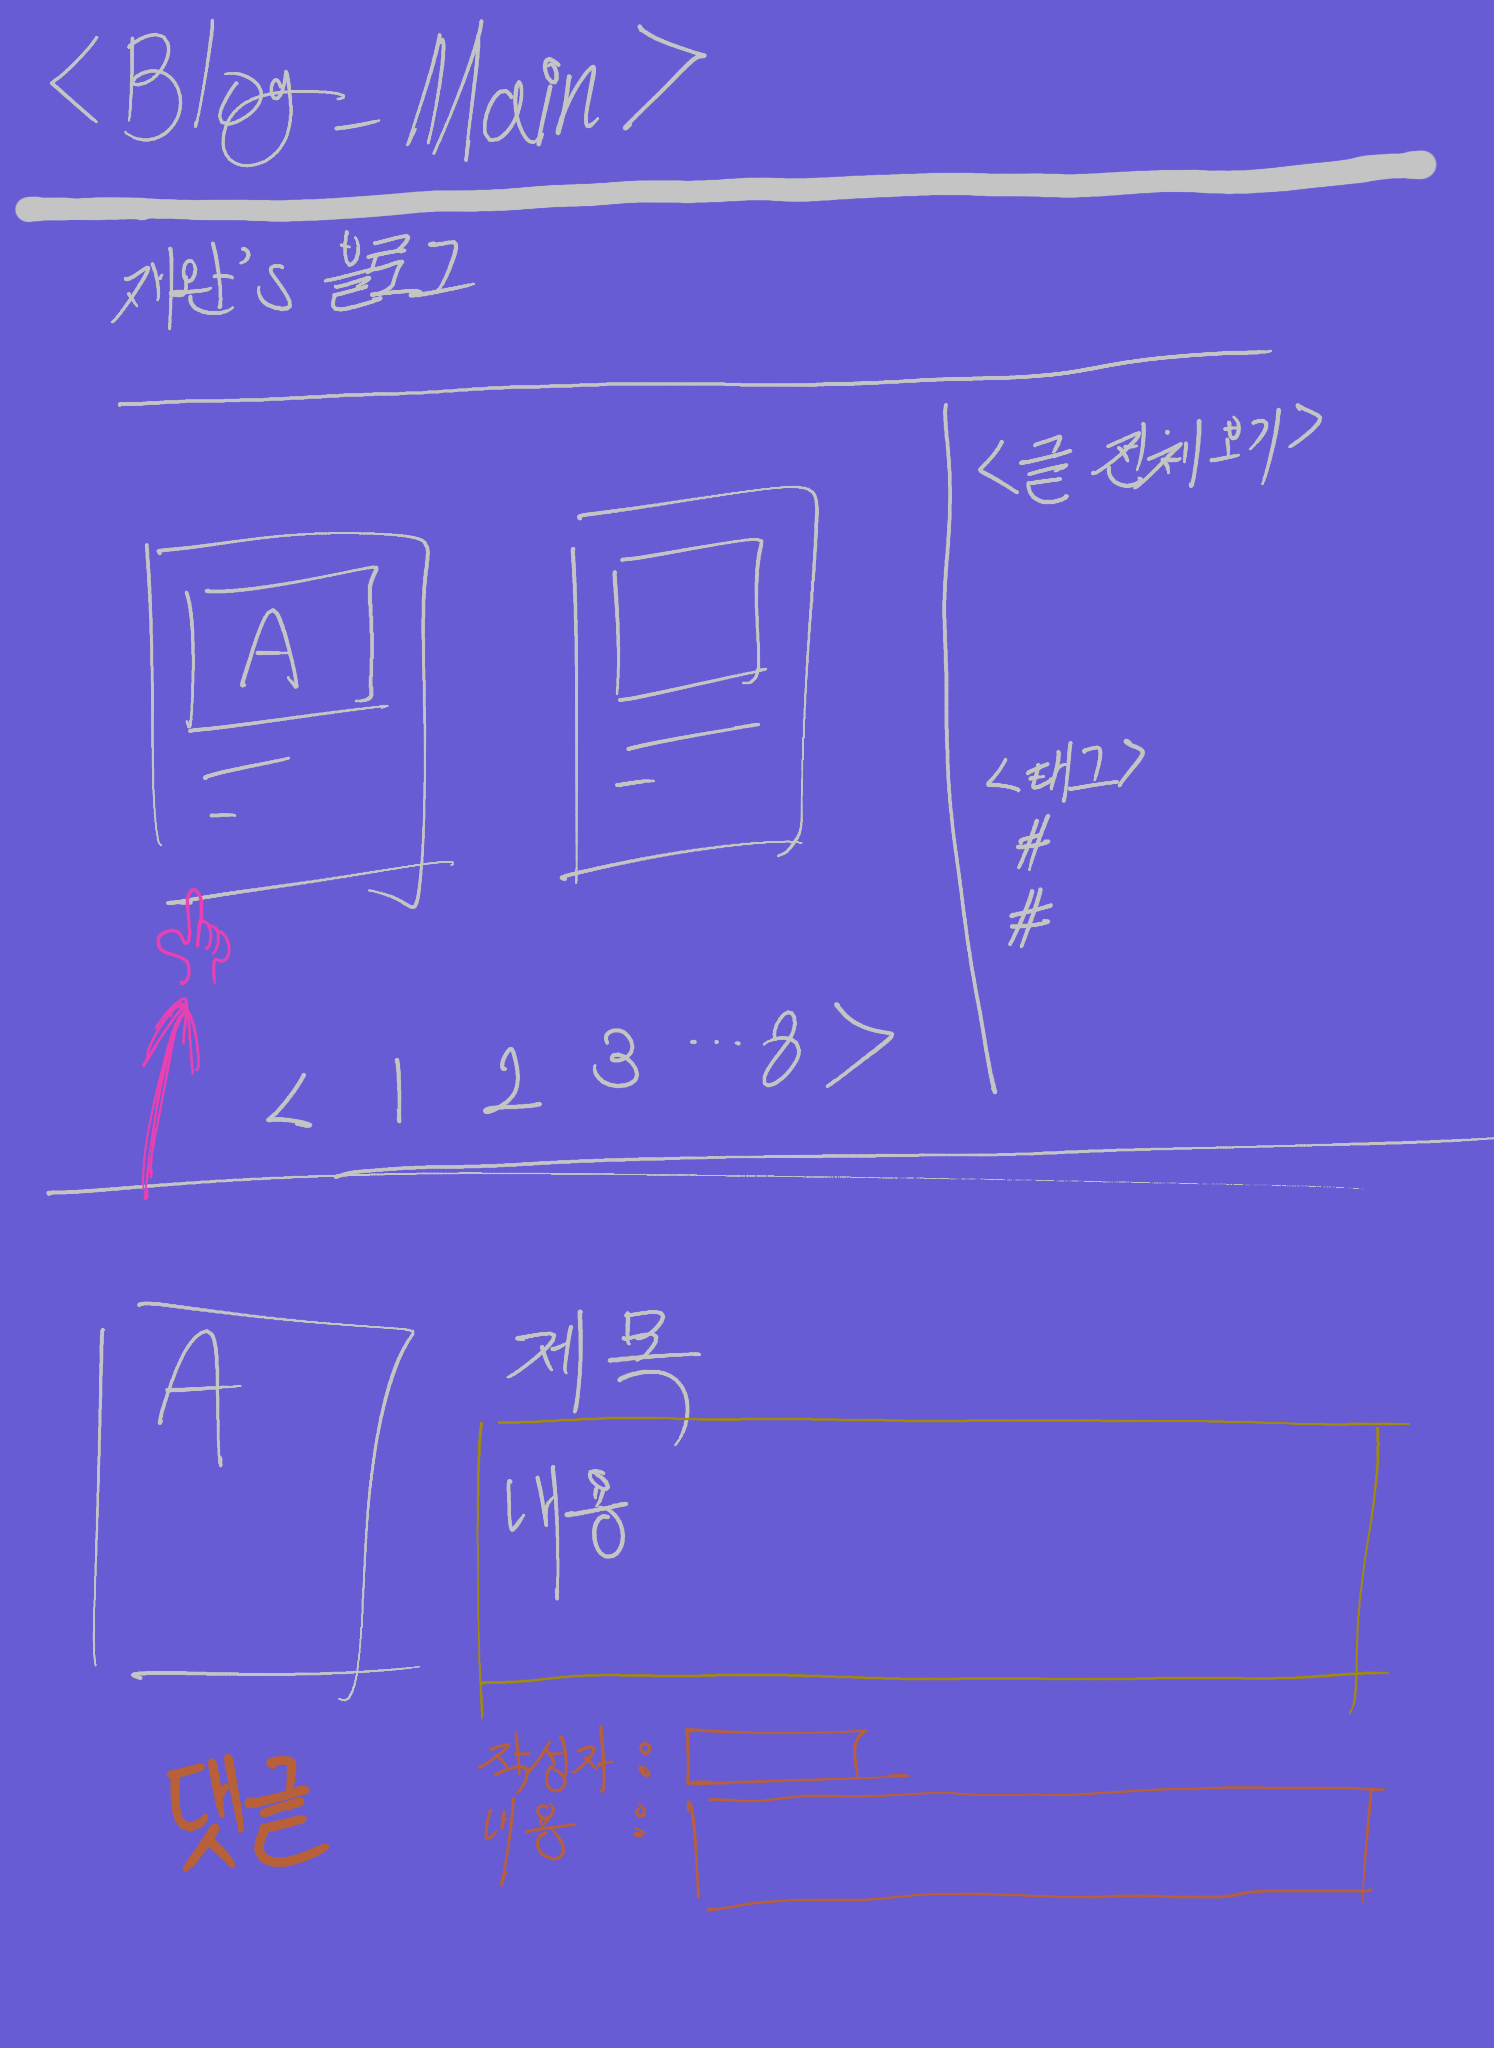 <Blog - Main>
재완's 블로그
<글 전체보기>
A
<태그>
#
#
< 1 2 3 ... 8 >
A
제목
내용
댓글
작성자 :
내용 :